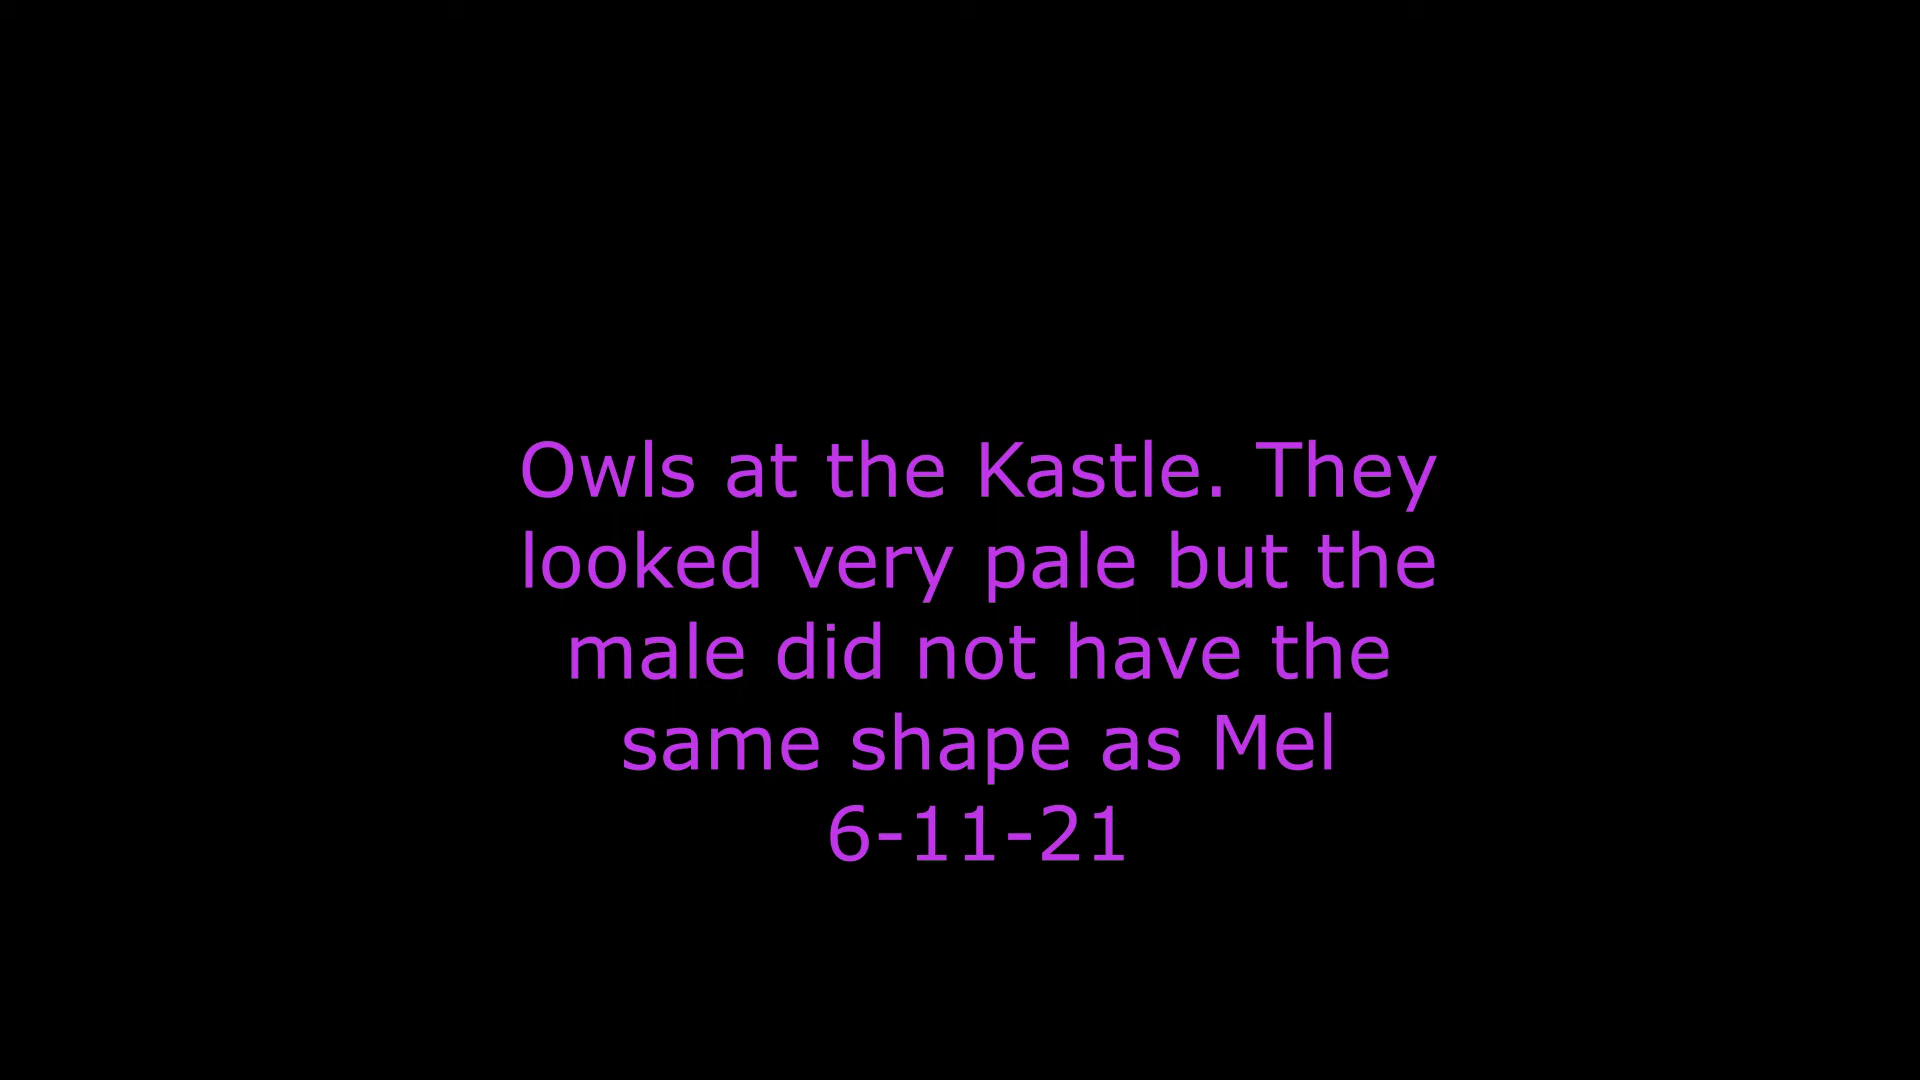 Owls at the Kastle. They
looked very pale but the
male did not have the
same shape as Mel
6-11-21